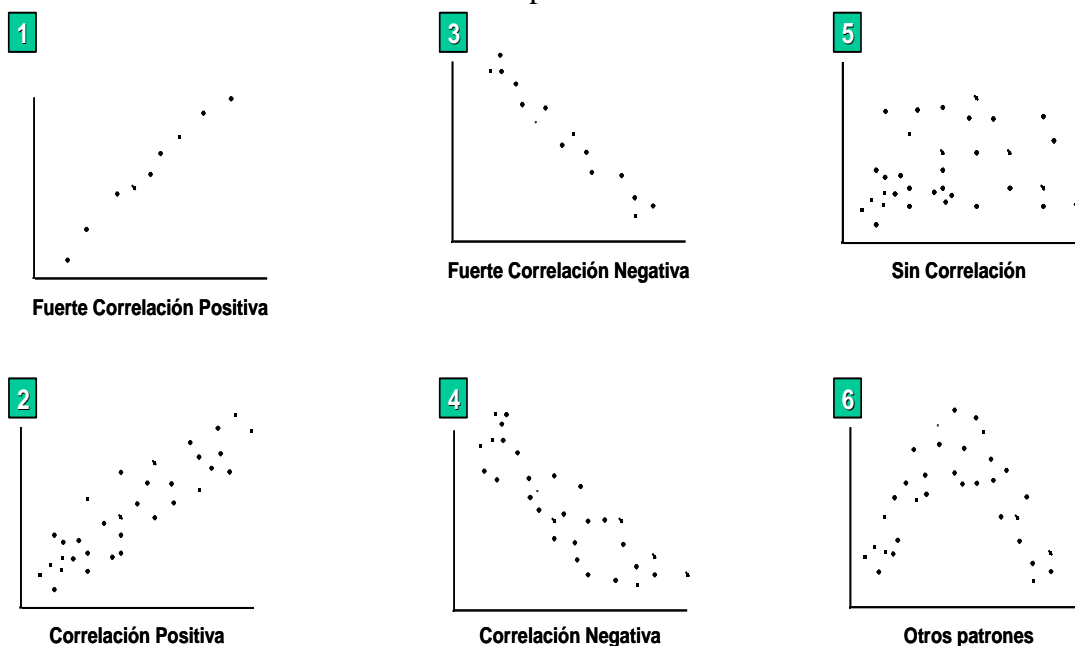 1
3
5
Fuerte Correlación Positiva
Fuerte Correlación Negativa
Sin Correlación
2
4
6
Correlación Positiva
Correlación Negativa
Otros patrones